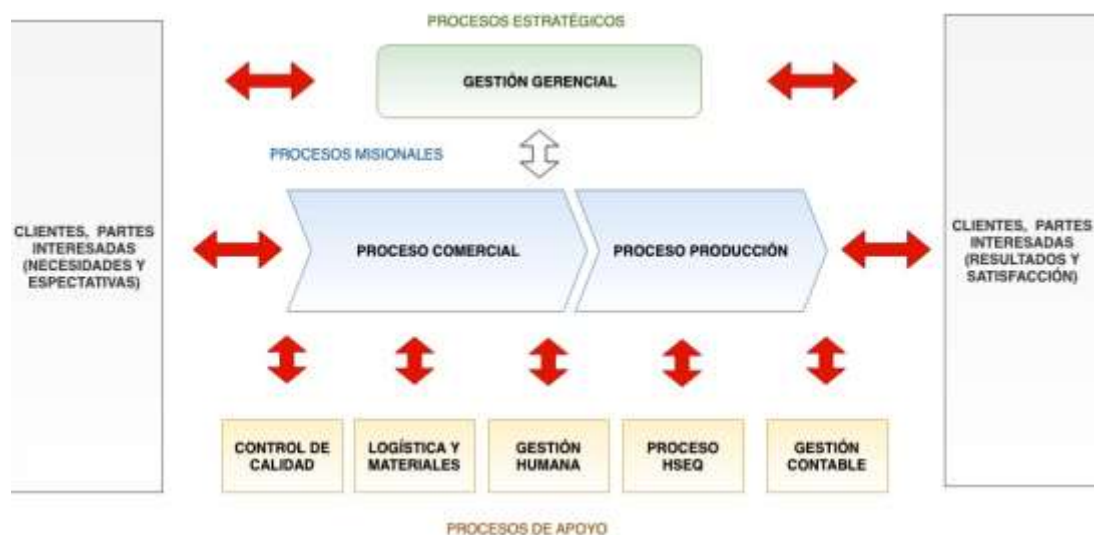 PROCESOS ESTRATÉGICOS
GESTIÓN GERENCIAL
PROCESOS MISIONALES
CLIENTES, PARTES
INTERESADAS
(NECESIDADES Y
ESPECTATIVAS)
PROCESO COMERCIAL
PROCESO PRODUCCIÓN
CLIENTES, PARTES
INTERESADAS
(RESULTADOS Y
SATISFACCIÓN)
CONTROL DE
CALIDAD
LOGÍSTICA Y
MATERIALES
GESTIÓN
HUMANA
PROCESO
HSEQ
GESTIÓN
CONTABLE
PROCESOS DE APOYO